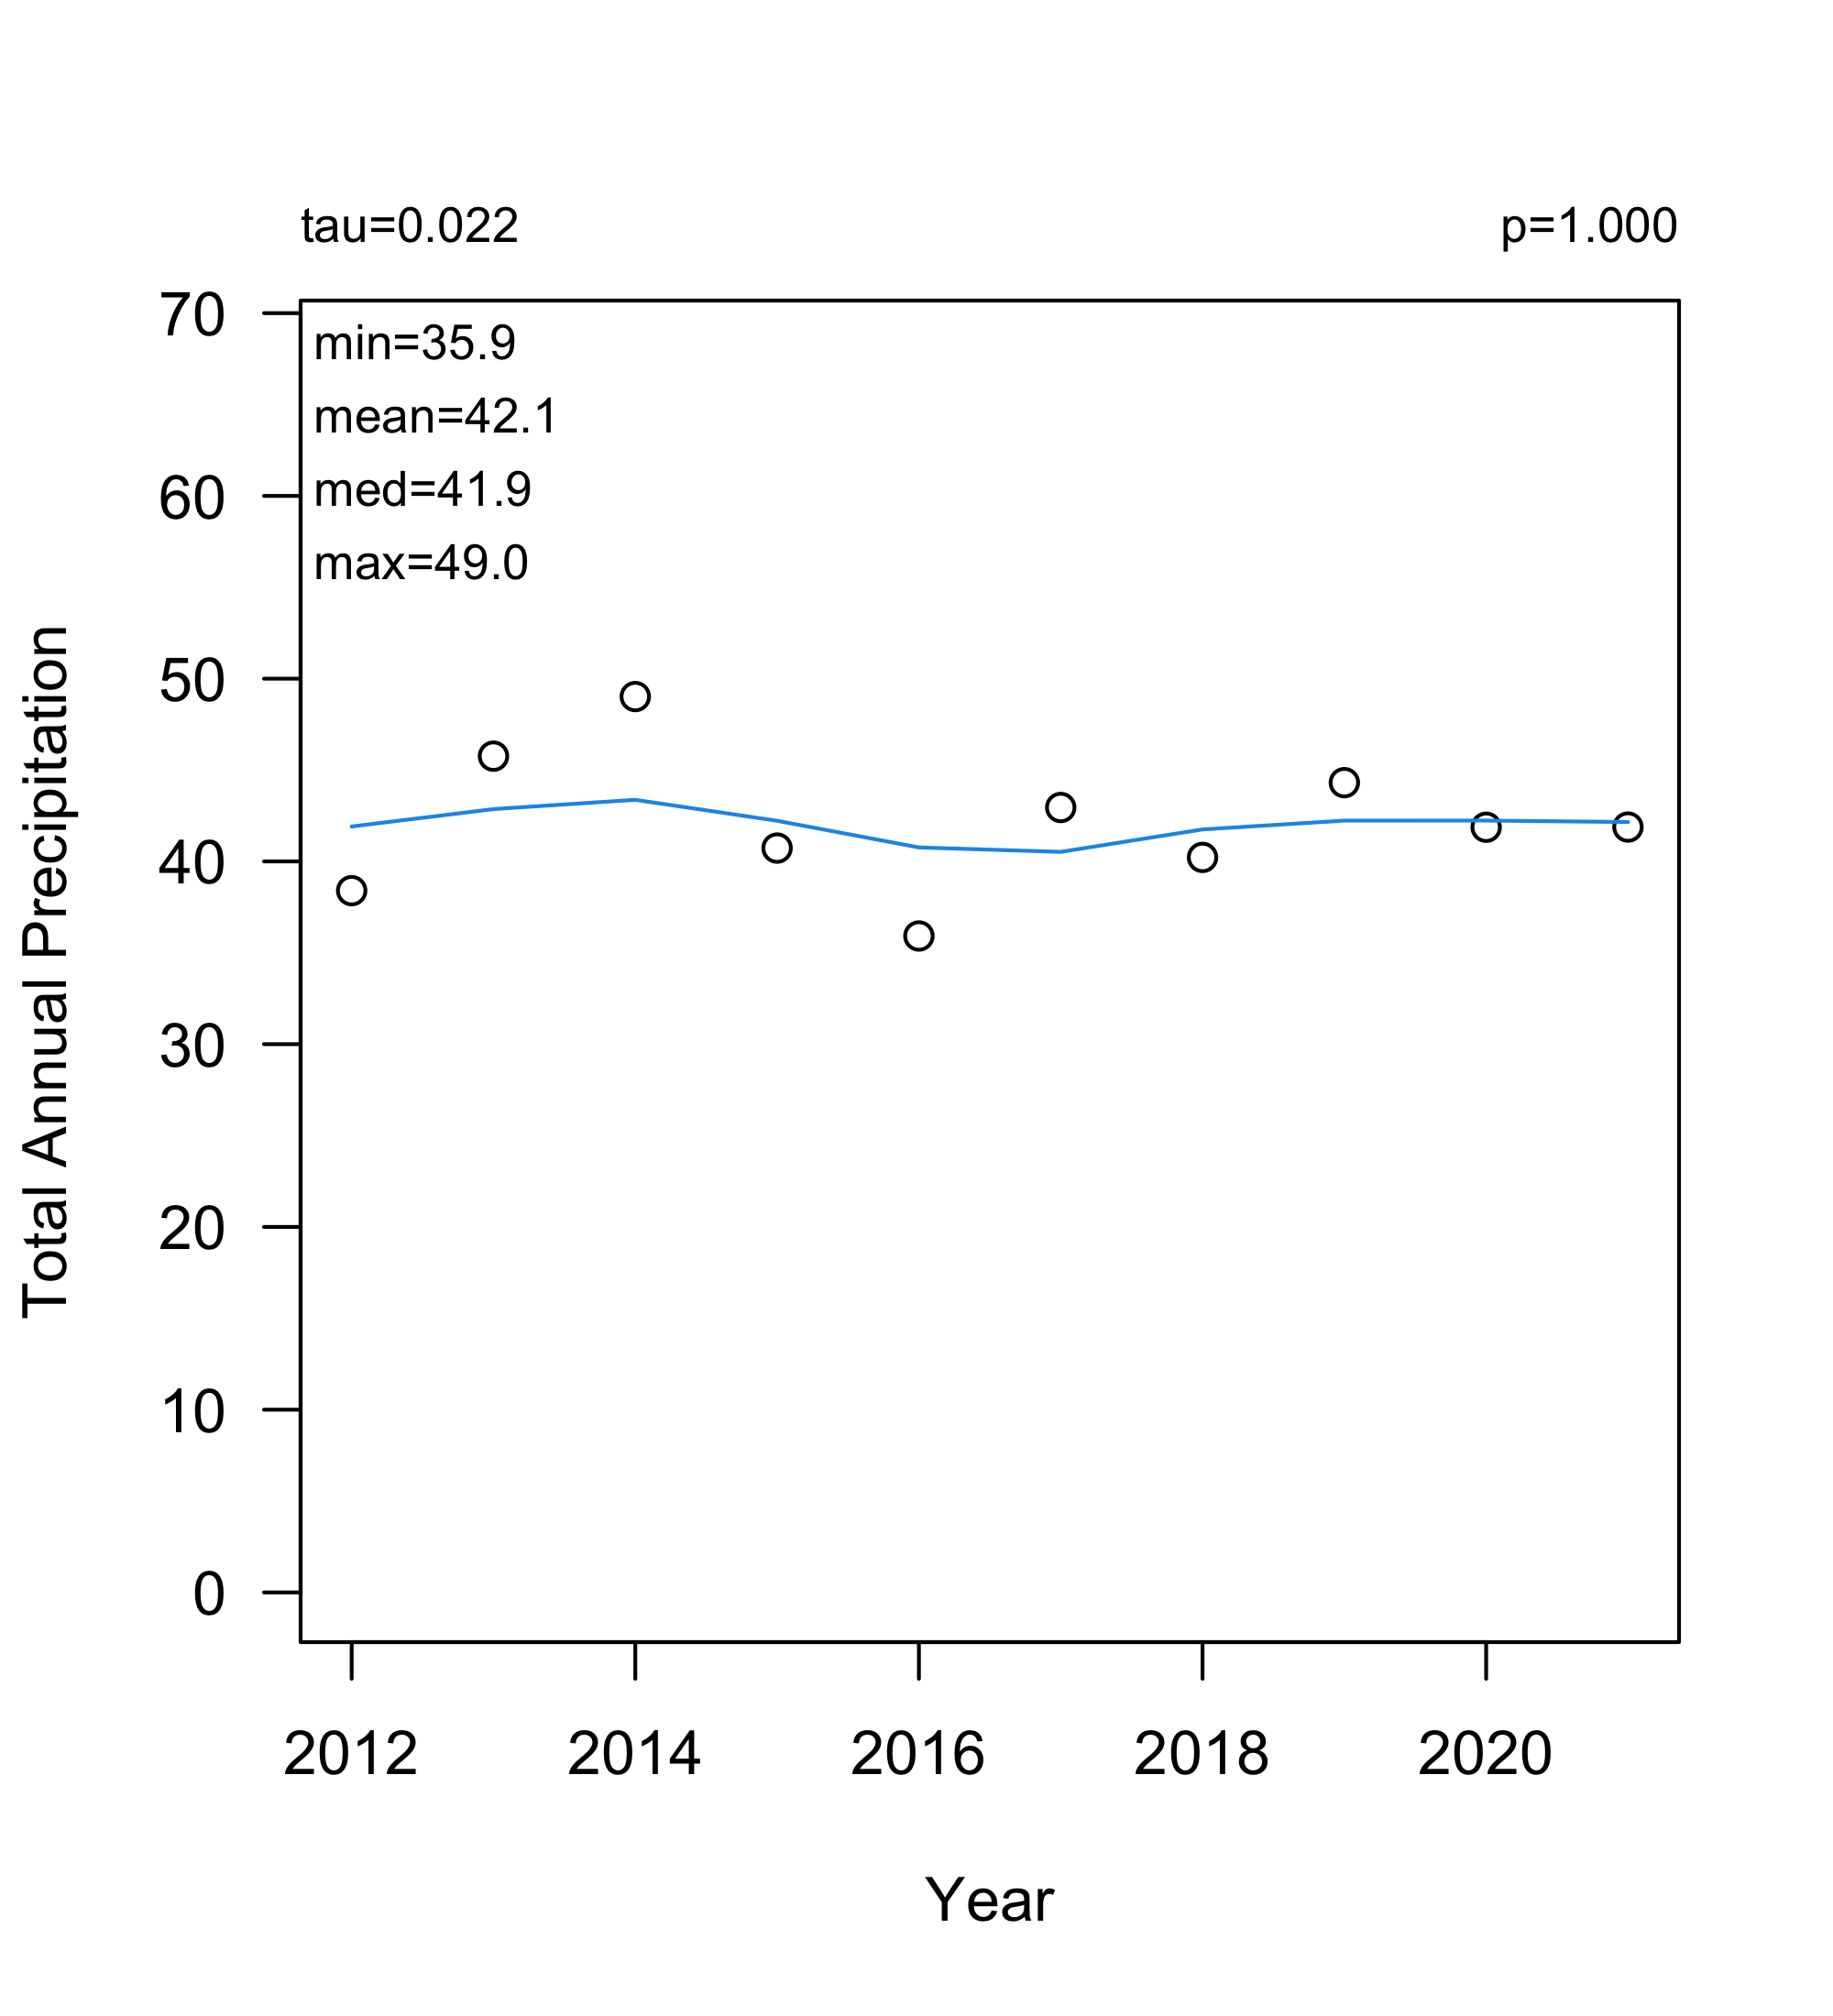 tau=0.022
p=1.000
70
min=35.9
mean=42.1
60
med=41.9
max=49.0
50
40
30
20
10
0
Total Annual Precipitation
2012 2014 2016 2018 2020
Year